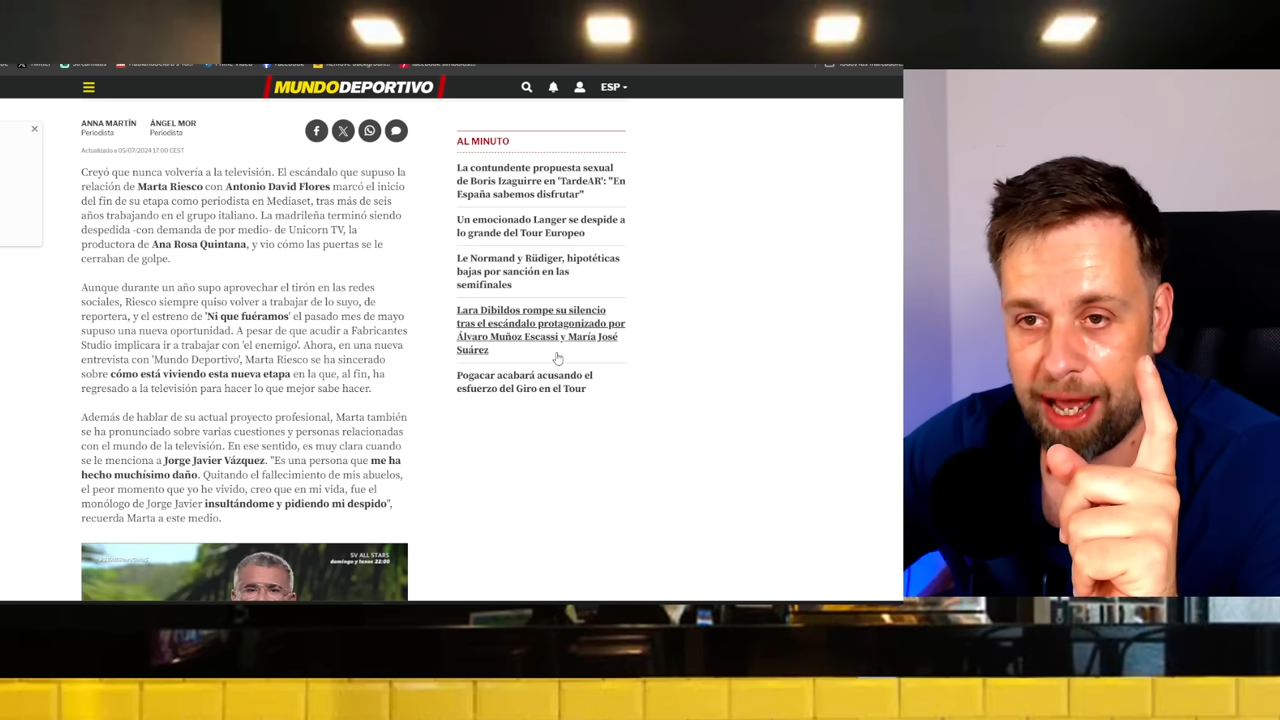 Twitter
Facebook
MUNDODEPORTIVO
ESP
ANNA MARTÍN
Periodista
ÁNGEL MOR
Periodista
Actualizado a 05/07/2024 17:00 CEST
Creyó que nunca volvería a la televisión. El escándalo que supuso la
relación de Marta Riesco con Antonio David Flores marcó el inicio
del fin de su etapa como periodista en Mediaset, tras más de seis
años trabajando en el grupo italiano. La madrileña terminó siendo
despedida -con demanda de por medio- de Unicorn TV, la
productora de Ana Rosa Quintana, y vio cómo las puertas se le
cerraban de golpe.
Aunque durante un año supo aprovechar el tirón en las redes
sociales, Riesco siempre quiso volver a trabajar de lo suyo, de
reportera, y el estreno de 'Ni que fuéramos' el pasado mes de mayo
supuso una nueva oportunidad. A pesar de que acudir a Fabricantes
Studio implicara ir a trabajar con 'el enemigo'. Ahora, en una nueva
entrevista con 'Mundo Deportivo', Marta Riesco se ha sincerado
sobre cómo está viviendo esta nueva etapa en la que, al fin, ha
regresado a la televisión para hacer lo que mejor sabe hacer.
Además de hablar de su actual proyecto profesional, Marta también
se ha pronunciado sobre varias cuestiones y personas relacionadas
con el mundo de la televisión. En ese sentido, es muy clara cuando
se le menciona a Jorge Javier Vázquez. "Es una persona que me ha
hecho muchísimo daño. Quitando el fallecimiento de mis abuelos,
el peor momento que yo he vivido, creo que en mi vida, fue el
monólogo de Jorge Javier insultándome y pidiendo mi despido",
recuerda Marta a este medio.
SV ALL STARS
domingo y lunes 22:00
AL MINUTO
La contundente propuesta sexual
de Boris Izaguirre en 'TardeAR': "En
España sabemos disfrutar"
Un emocionado Langer se despide a
lo grande del Tour Europeo
Le Normand y Rüdiger, hipotéticas
bajas por sanción en las
semifinales
Lara Dibildos rompe su silencio
tras el escándalo protagonizado por
Álvaro Muñoz Escassi y María José
Suárez
Pogacar acabará acusando el
esfuerzo del Giro en el Tour